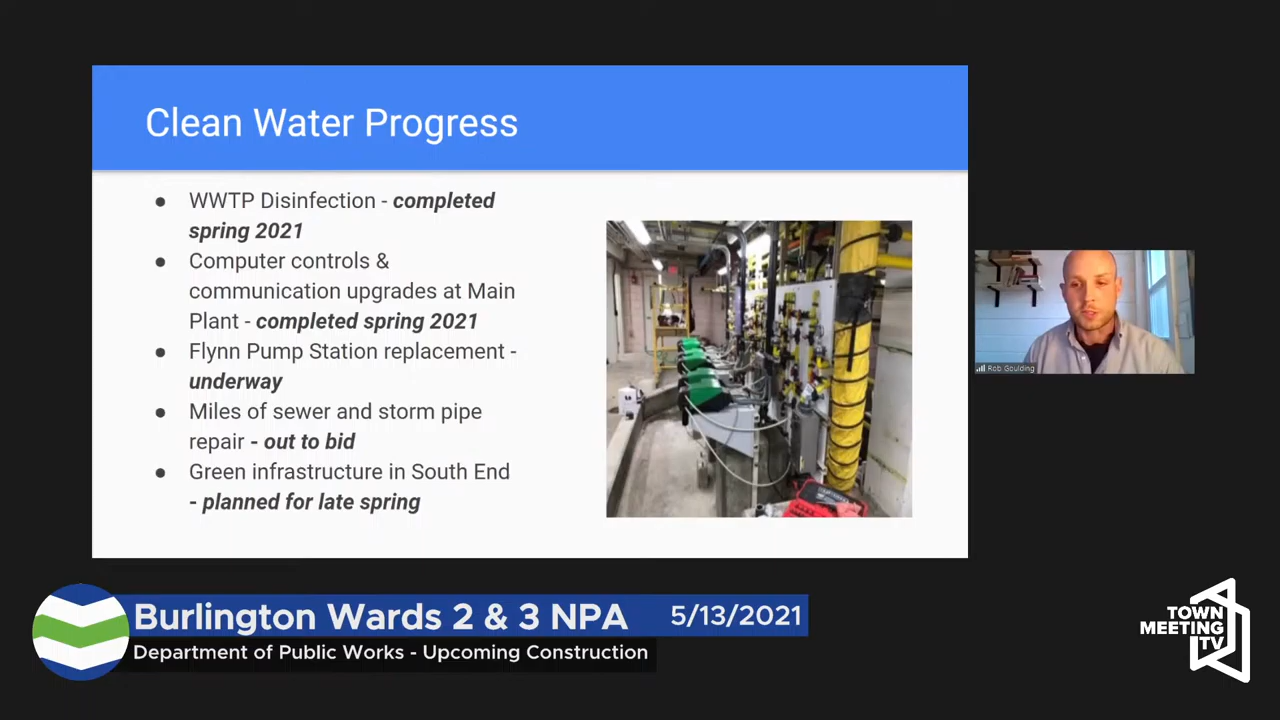 Clean Water Progress
● WWTP Disinfection - completed
spring 2021
● Computer controls &
communication upgrades at Main
Plant - completed spring 2021
● Flynn Pump Station replacement -
underway
● Miles of sewer and storm pipe
repair - out to bid
● Green infrastructure in South End
- planned for late spring
Rob Goulding
Burlington Wards 2 & 3 NPA 5/13/2021
Department of Public Works - Upcoming Construction
TOWN
MEETING
TV